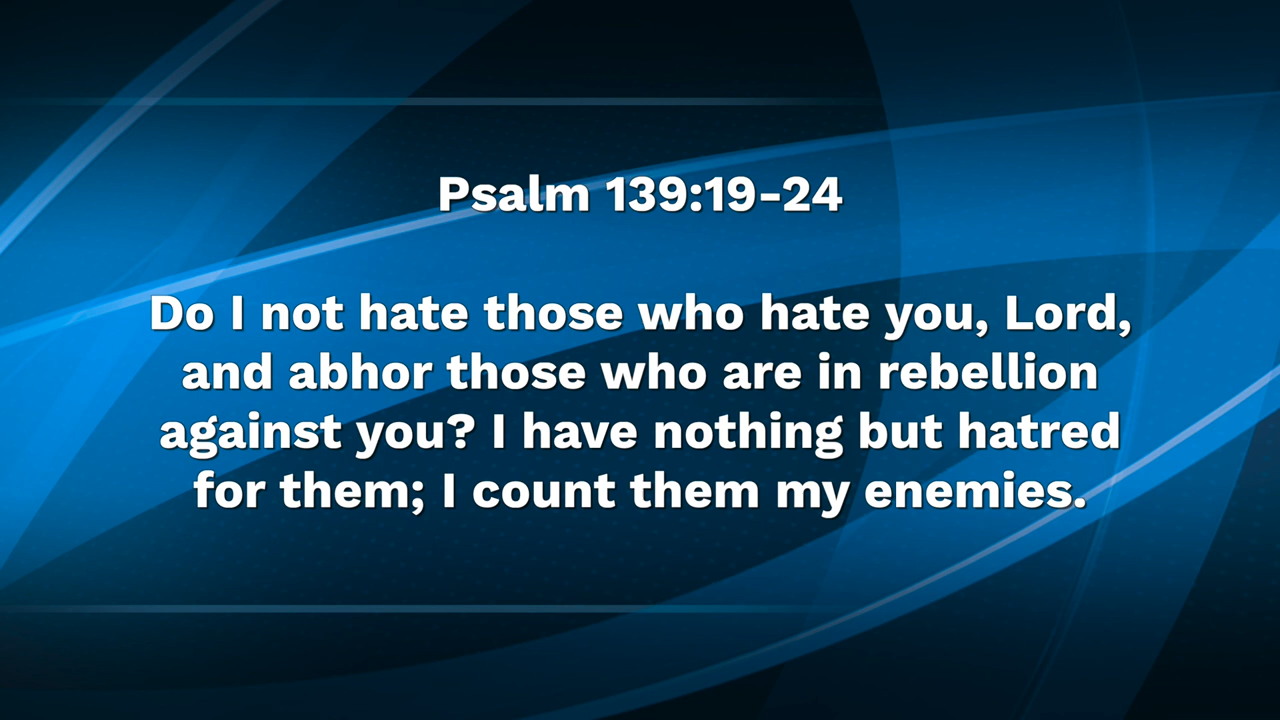 Psalm 139:19-24
Do I not hate those who hate you, Lord,
and abhor those who are in rebellion
against you? I have nothing but hatred
for them; I count them my enemies.